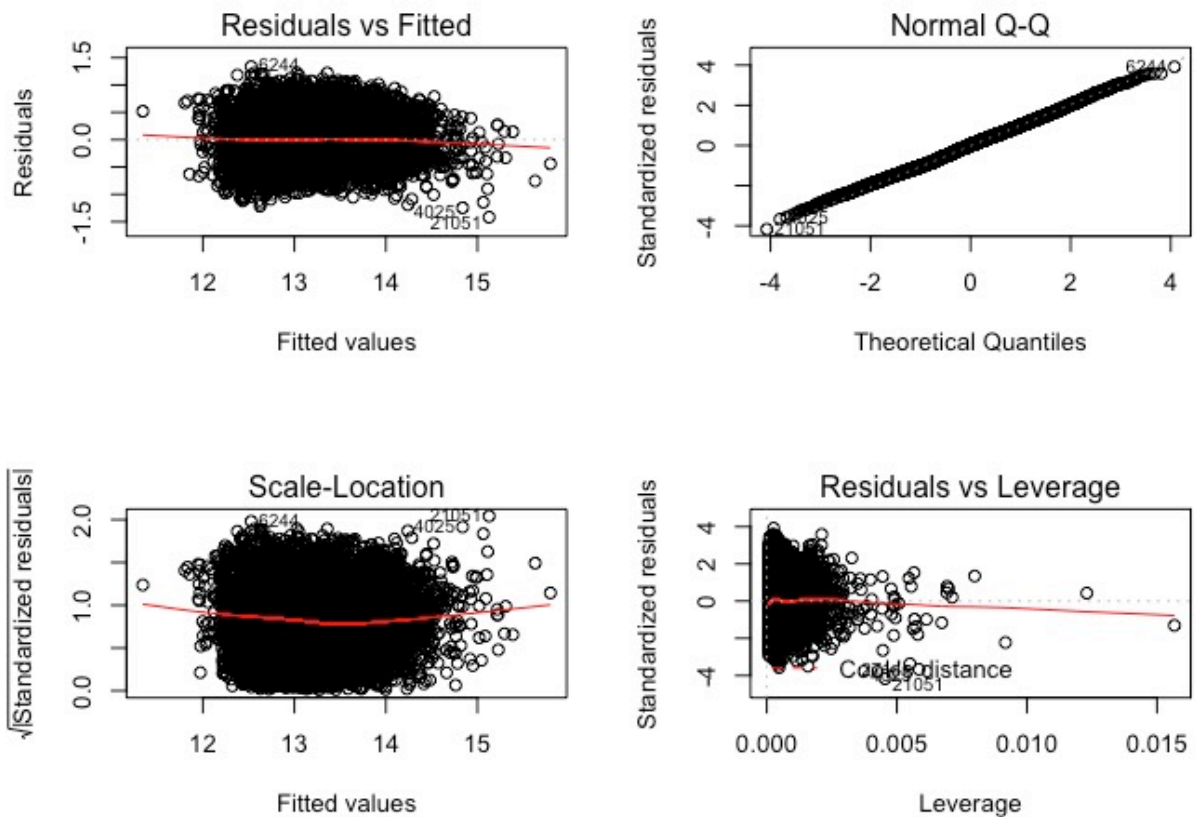 Residuals vs Fitted
Residuals
1.5
0.0
-1.5
6244
4025
21051
12 13 14 15
Fitted values
Normal Q-Q
Standardized residuals
4
2
0
-4
6244
21051
-4 -2 0 2 4
Theoretical Quantiles
Scale-Location
√|Standardized residuals|
2.0
1.0
0.0
6244
21051
4025
12 13 14 15
Fitted values
Residuals vs Leverage
Standardized residuals
4
2
0
-4
Cook's distance
21051
0.000 0.005 0.010 0.015
Leverage